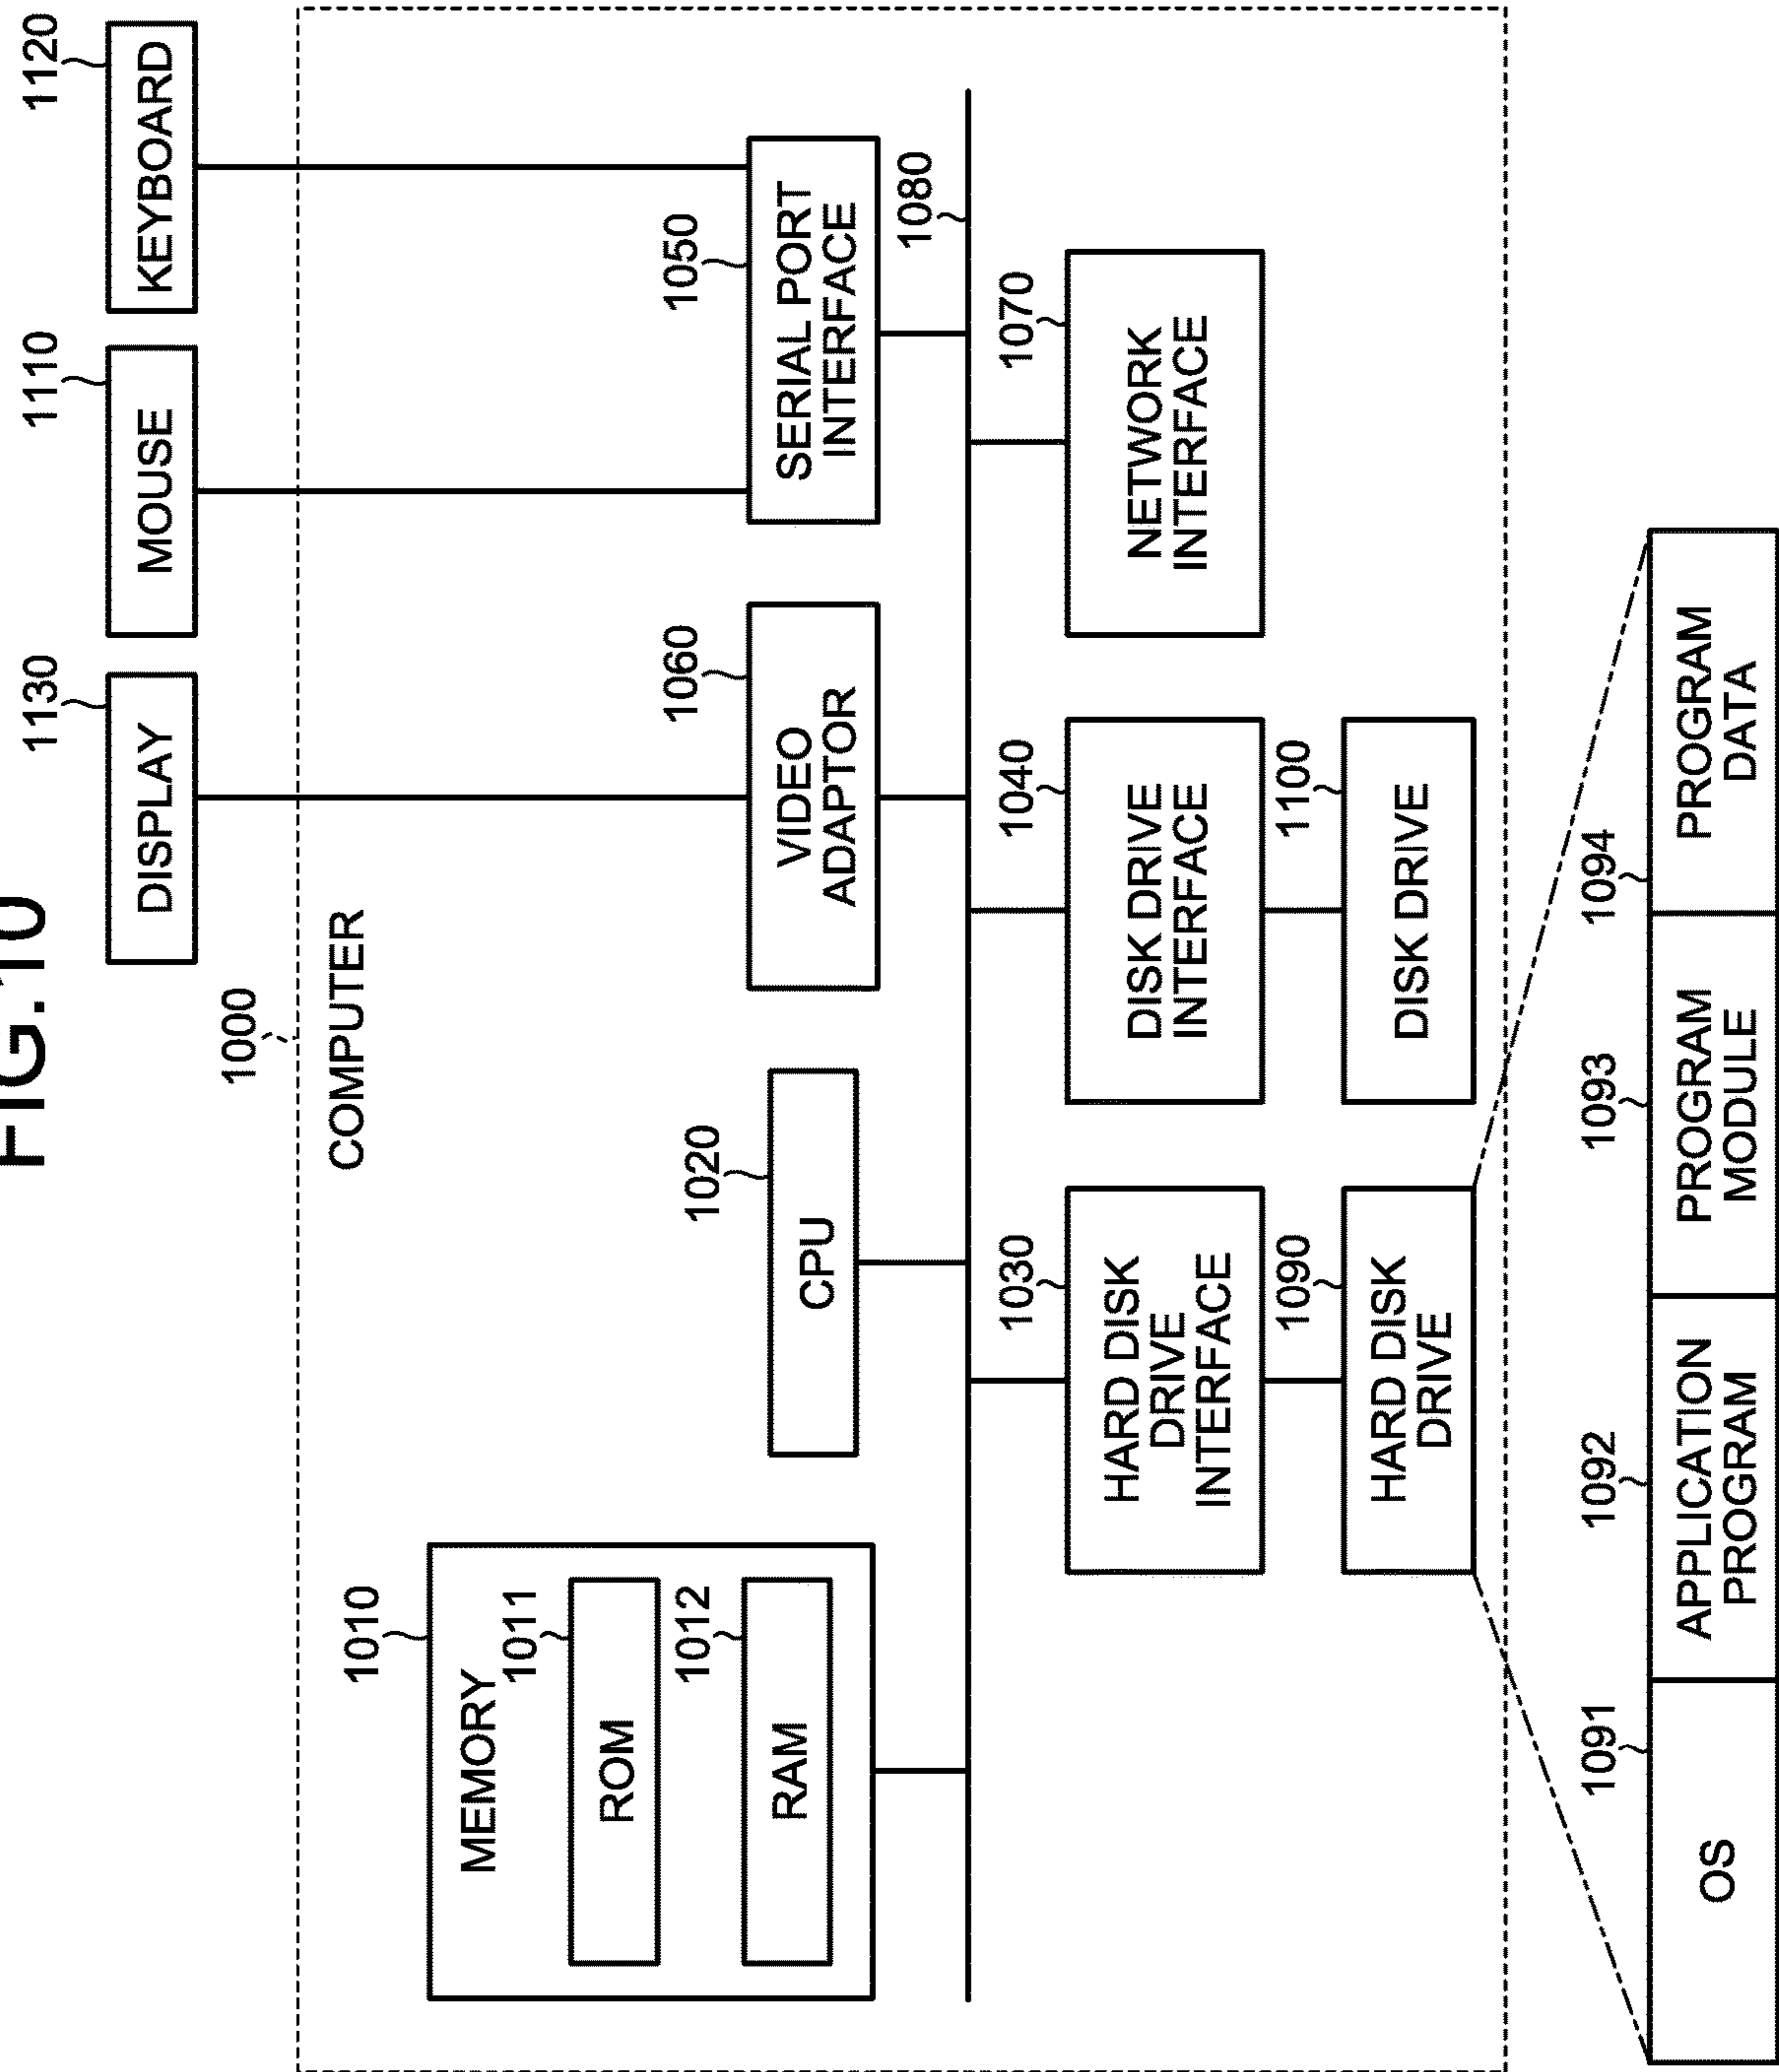 FIG.10
1130
DISPLAY
1110
MOUSE
1120
KEYBOARD
1000
COMPUTER
1010
MEMORY
1011
ROM
1012
RAM
1020
CPU
1060
VIDEO
ADAPTOR
1050
SERIAL PORT
INTERFACE
1080
1030
HARD DISK
DRIVE
INTERFACE
1040
DISK DRIVE
INTERFACE
1070
NETWORK
INTERFACE
1090
HARD DISK
DRIVE
1100
DISK DRIVE
1091
OS
1092
APPLICATION
PROGRAM
1093
PROGRAM
MODULE
1094
PROGRAM
DATA